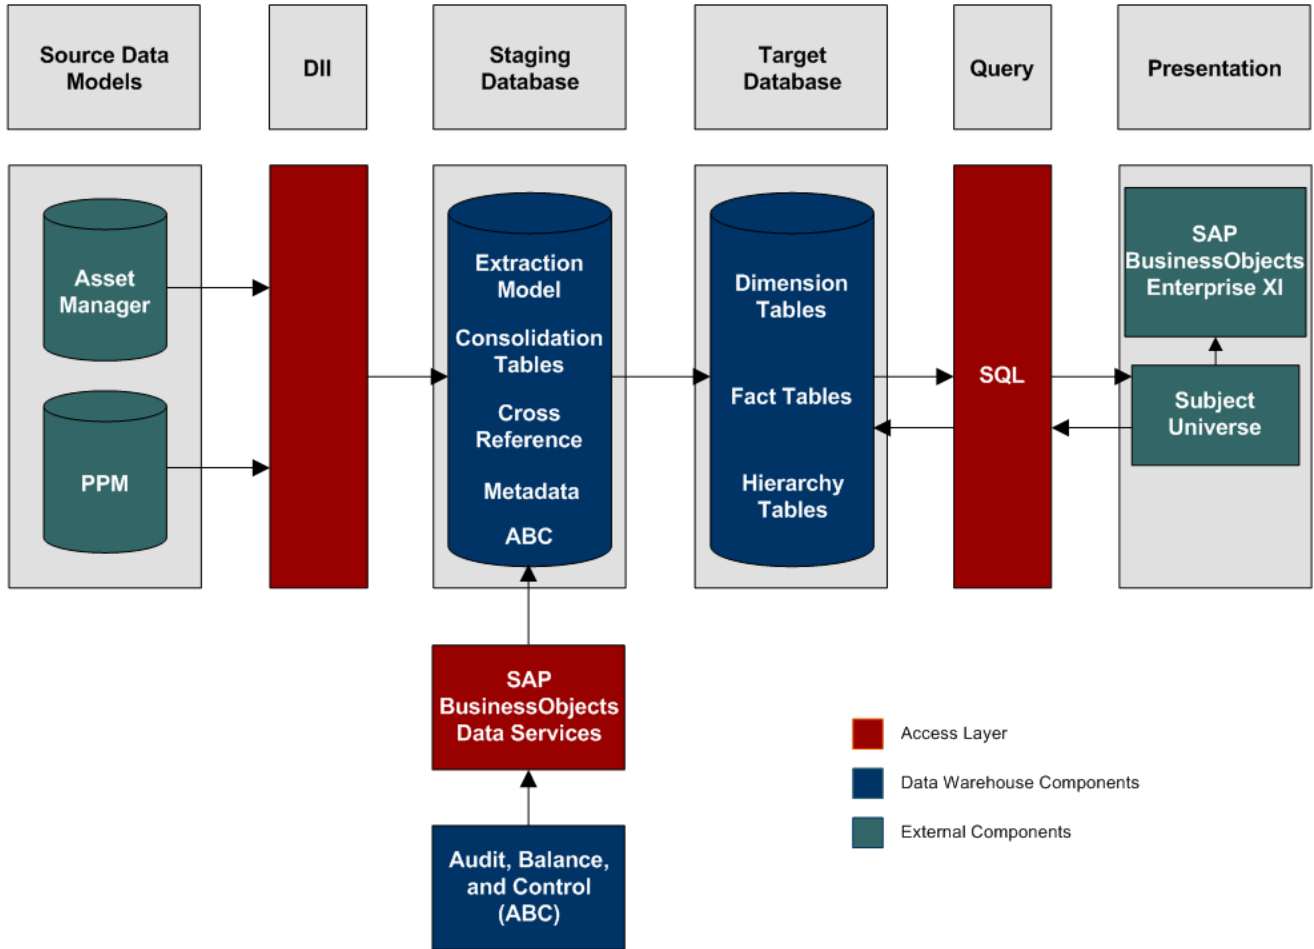 Source Data
Models
DII
Staging
Database
Target
Database
Query
Presentation
Asset
Manager
PPM
Extraction
Model
Consolidation
Tables
Cross
Reference
Metadata
ABC
Dimension
Tables
Fact Tables
Hierarchy
Tables
SQL
SAP
BusinessObjects
Enterprise XI
Subject
Universe
SAP
BusinessObjects
Data Services
Audit, Balance,
and Control
(ABC)
Access Layer
Data Warehouse Components
External Components